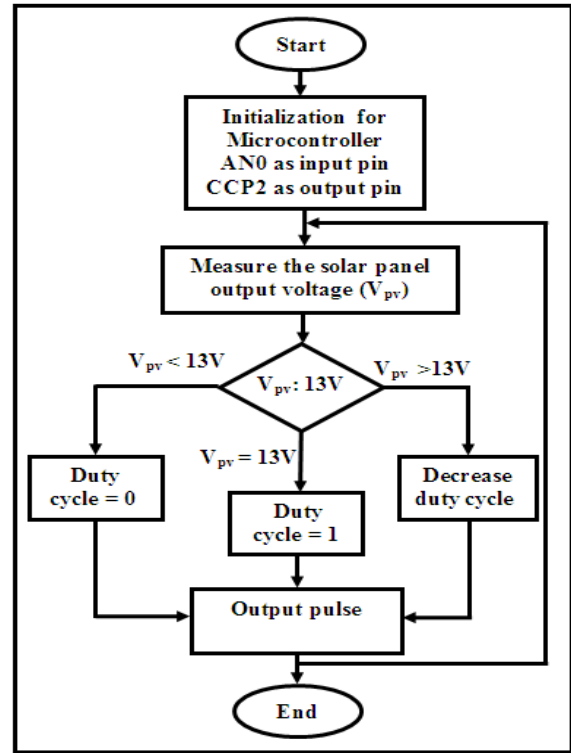 Start
Initialization for
Microcontroller
AN0 as input pin
CCP2 as output pin
Measure the solar panel
output voltage (Vpv)
Vpv < 13V
Vpv : 13V
Vpv >13V
Vpv = 13V
Duty
cycle = 0
Duty
cycle = 1
Decrease
duty cycle
Output pulse
End